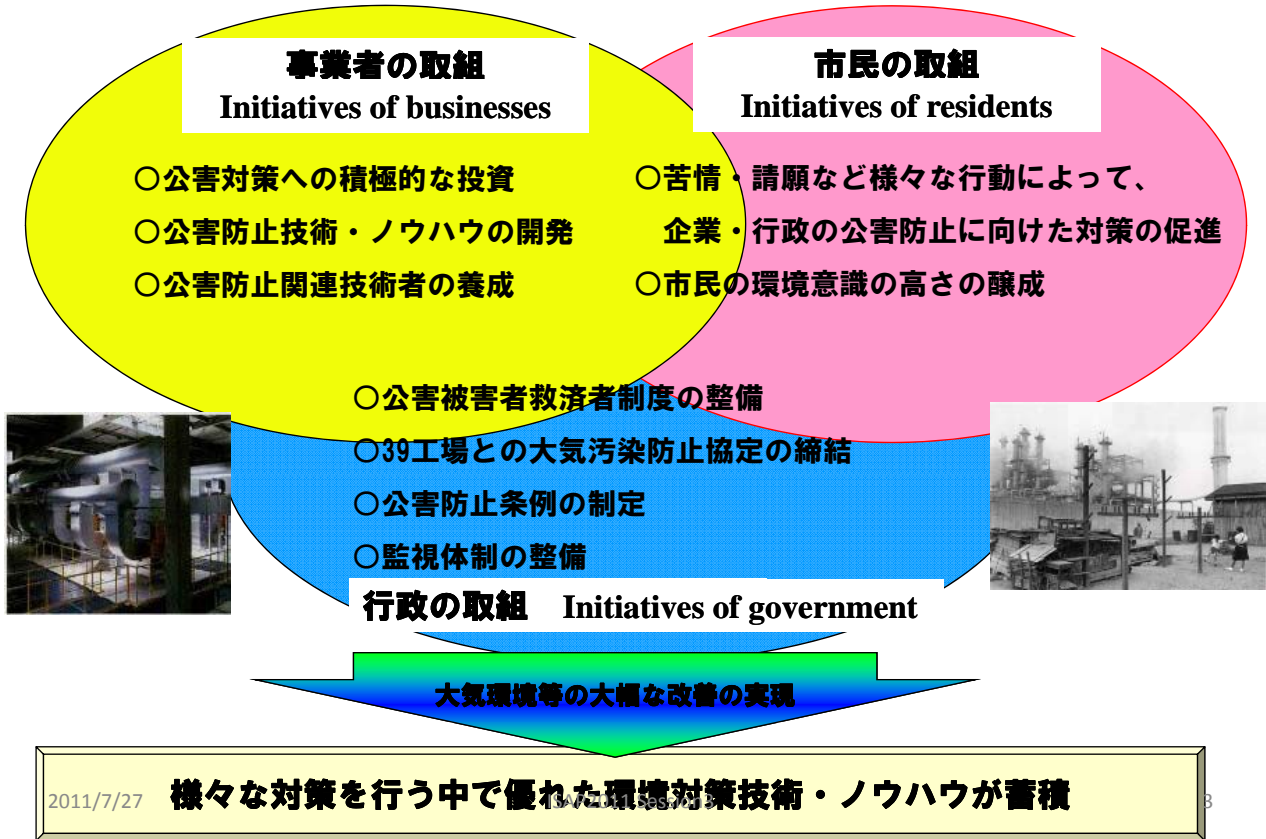 事業者の取組
Initiatives of businesses
○公害対策への積極的な投資
○公害防止技術・ノウハウの開発
○公害防止関連技術者の養成
市民の取組
Initiatives of residents
○苦情・請願など様々な行動によって、
企業・行政の公害防止に向けた対策の促進
○市民の環境意識の高さの醸成
○公害被害者救済者制度の整備
○39工場との大気汚染防止協定の締結
○公害防止条例の制定
○監視体制の整備
行政の取組 Initiatives of government
大気環境等の大幅な改善の実現
様々な対策を行う中で優れた環境対策技術・ノウハウが蓄積
2011/7/27
ISAP2011 Session3
3